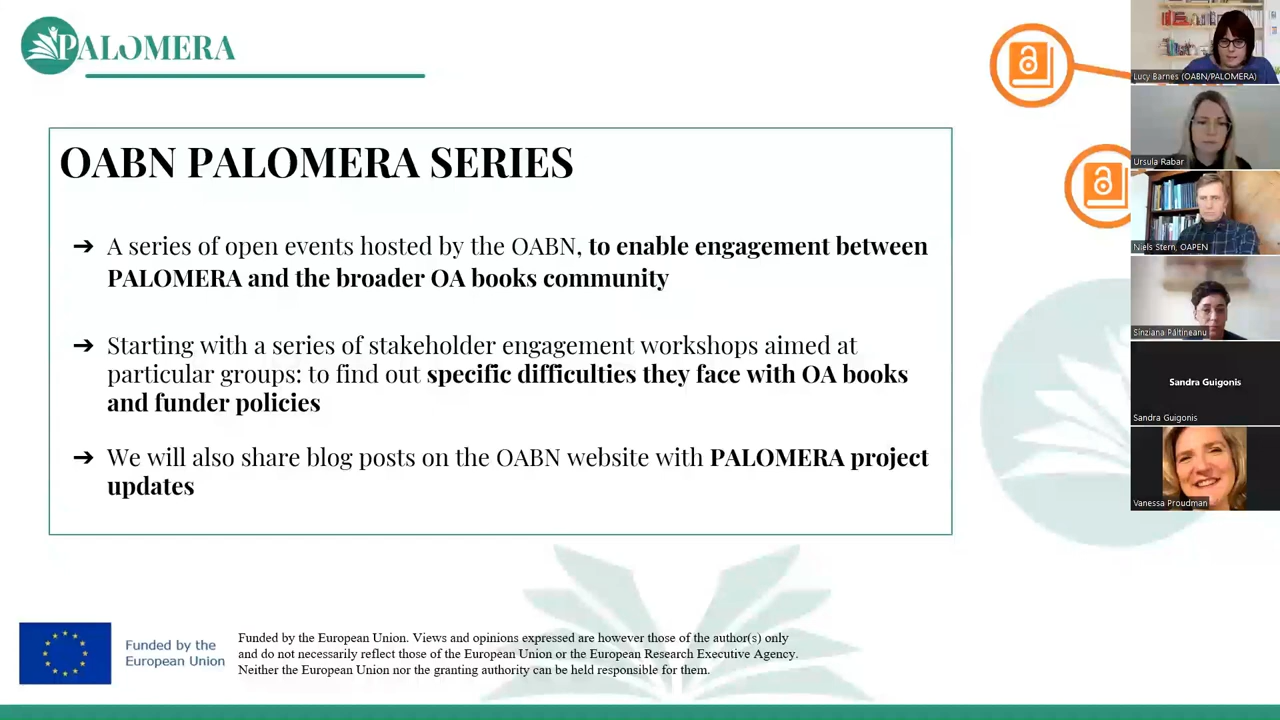 PALOMERA
OABN PALOMERA SERIES
➔ A series of open events hosted by the OABN, to enable engagement between
PALOMERA and the broader OA books community
➔ Starting with a series of stakeholder engagement workshops aimed at
particular groups: to find out specific difficulties they face with OA books
and funder policies
➔ We will also share blog posts on the OABN website with PALOMERA project
updates
Funded by the
European Union
Funded by the European Union. Views and opinions expressed are however those of the author(s) only
and do not necessarily reflect those of the European Union or the European Research Executive Agency.
Neither the European Union nor the granting authority can be held responsible for them.
Lucy Barnes (OABN/PALOMERA)
Ursula Rabar
Niels Stern, OAPEN
Sinziana Păltineanu
Sandra Guigonis
Sandra Guigonis
Vanessa Proudman